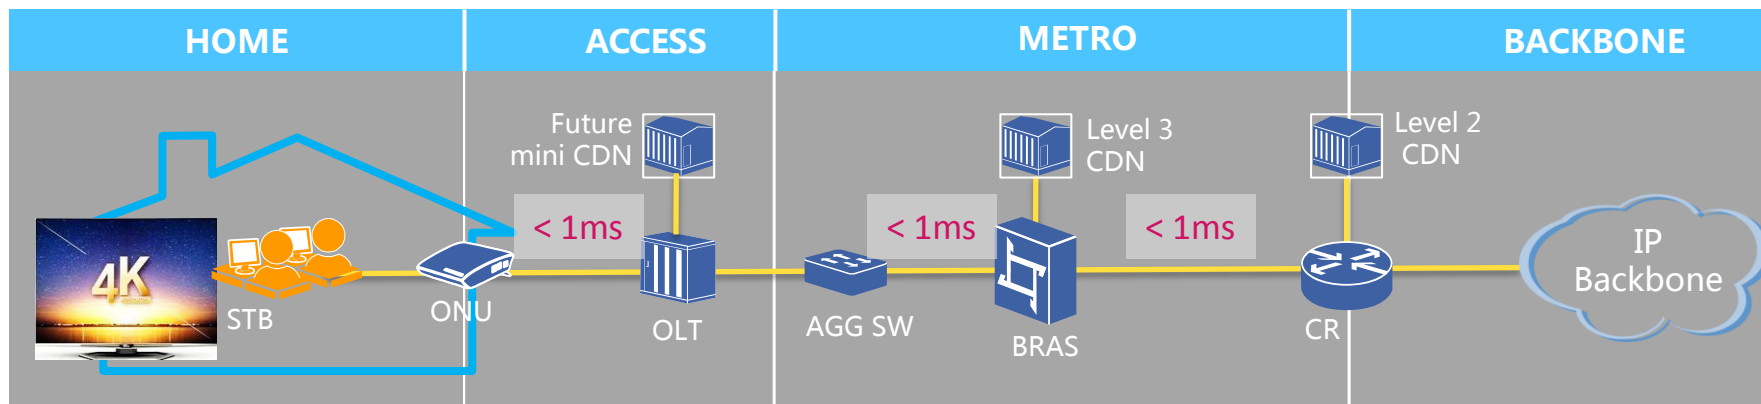 HOME
ACCESS
METRO
BACKBONE
Future
mini CDN
Level 3
CDN
Level 2
CDN
< 1ms
< 1ms
< 1ms
4K
STB
ONU
OLT
AGG SW
BRAS
CR
IP
Backbone